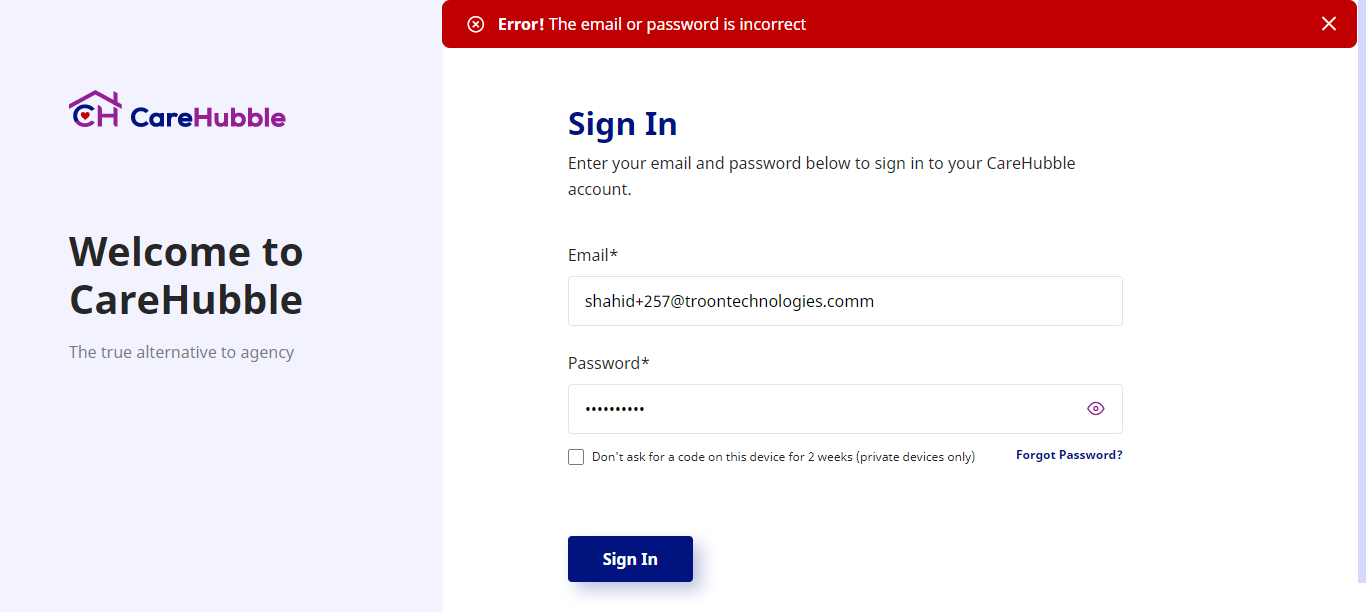 Error! The email or password is incorrect
CH CareHubble
Welcome to
CareHubble
The true alternative to agency
Sign In
Enter your email and password below to sign in to your CareHubble
account.
Email*
shahid+257@troontechnologies.comm
Password*
••••••••••
Don't ask for a code on this device for 2 weeks (private devices only)
Forgot Password?
Sign In